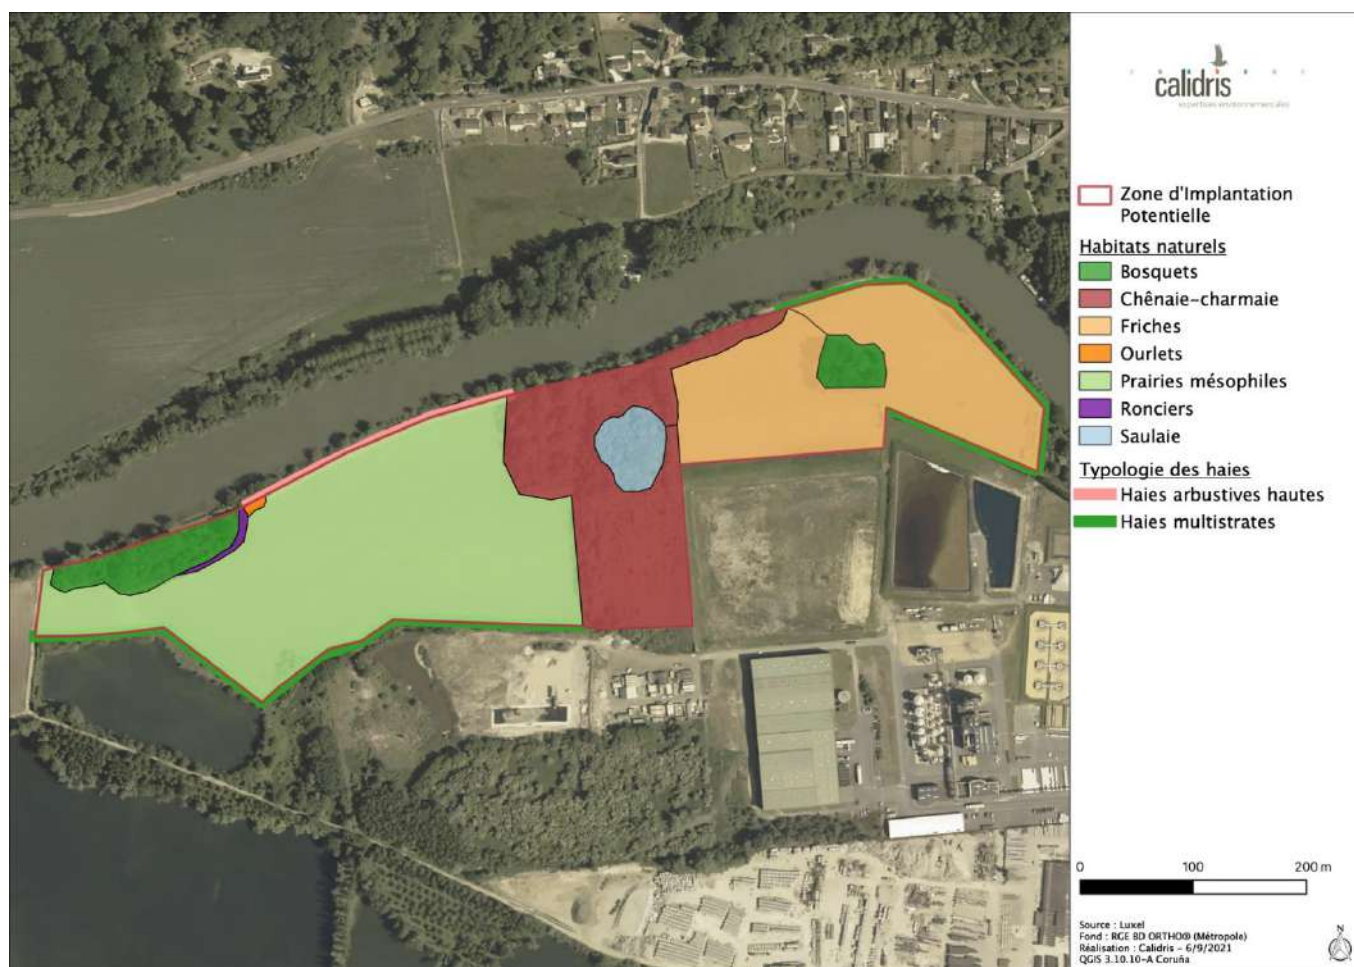 calidris
expertises environnementales
Zone d'Implantation
Potentielle
Habitats naturels
Bosquets
Chênaie-charmaie
Friches
Ourlets
Prairies mésophiles
Ronciers
Saulaie
Typologie des haies
Haies arbustives hautes
Haies multistrates
0 100 200 m
Source : Luxel
Fond : RGE BD ORTHO® (Métropole)
Réalisation : Calidris - 6/9/2021
QGIS 3.10.10-A Coruña
N